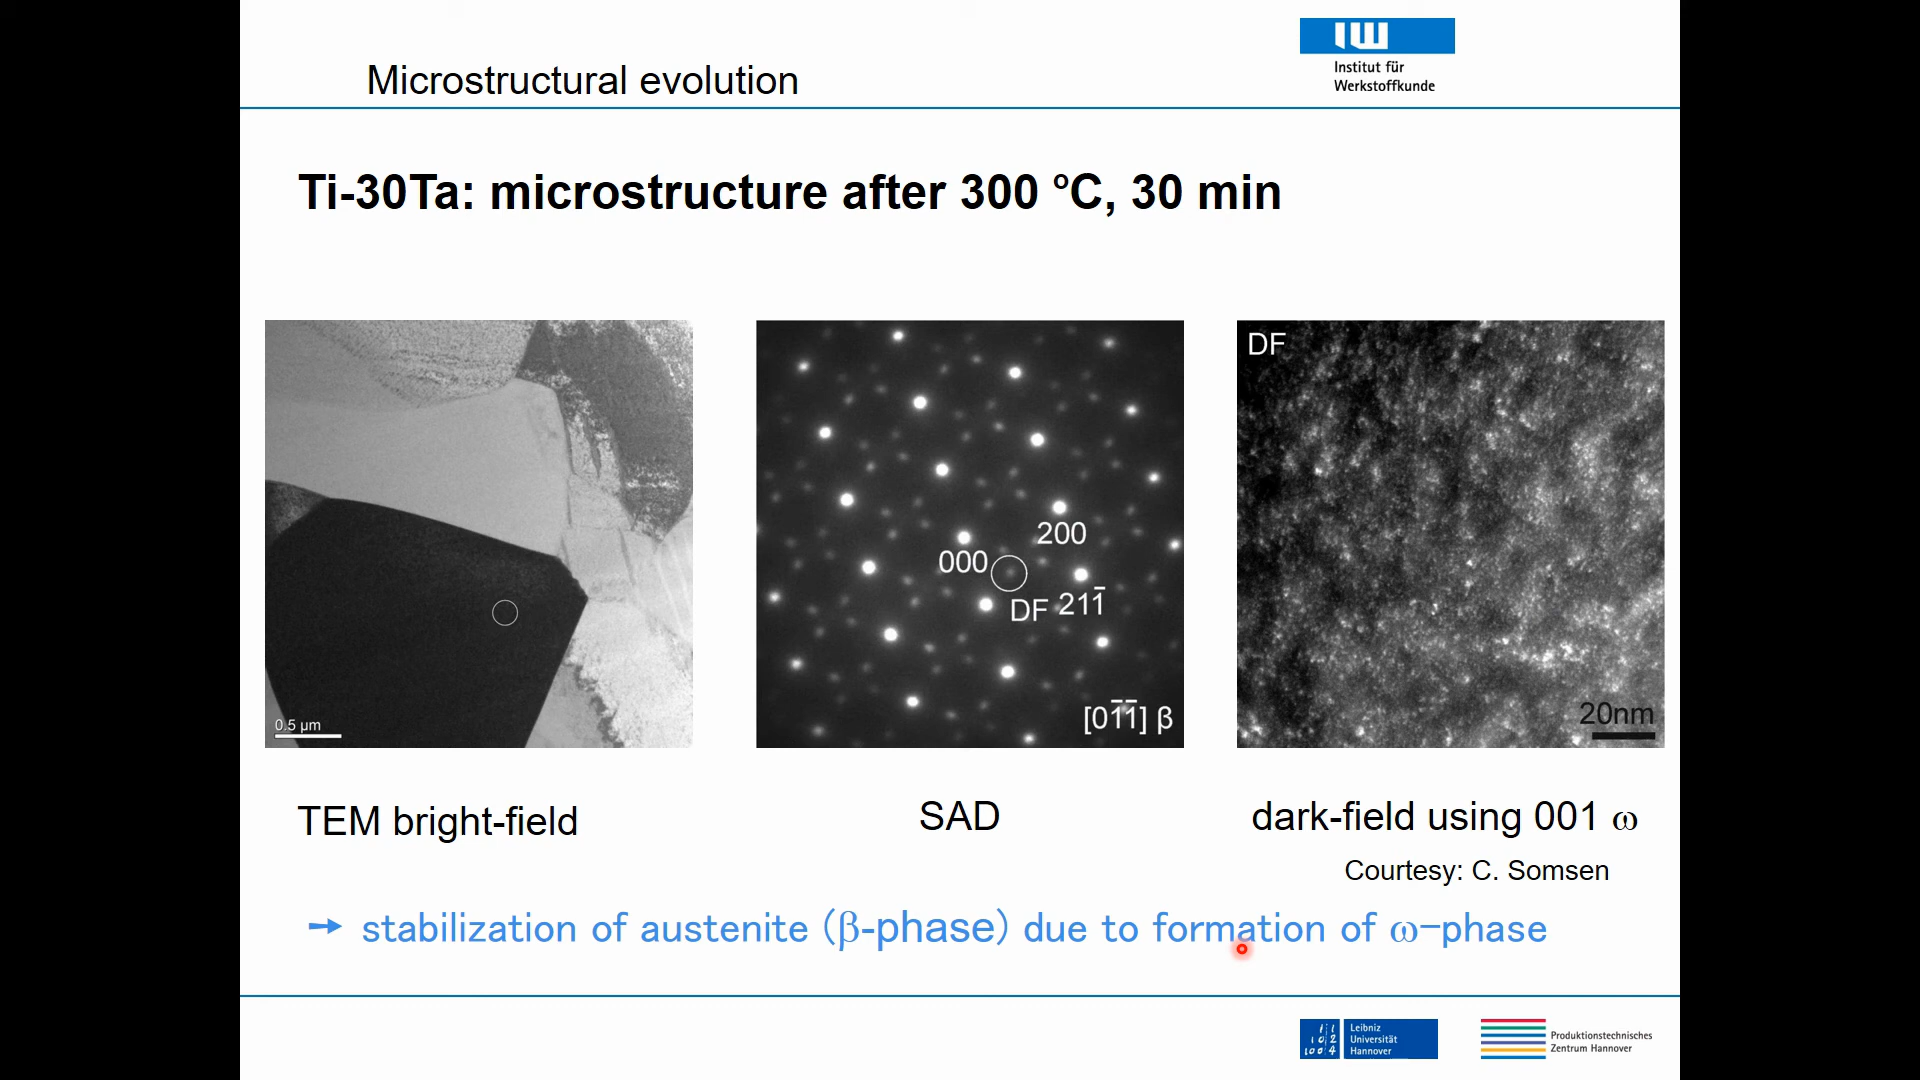 IW
Institut für
Werkstoffkunde
Microstructural evolution
Ti-30Ta: microstructure after 300 ºC, 30 min
0.5 µm
000
200
DF
211̅
[01̅1̅] β
DF
20nm
TEM bright-field
SAD
dark-field using 001 ω
Courtesy: C. Somsen
➙ stabilization of austenite (β-phase) due to formation of ω-phase
Leibniz
Universität
Hannover
Produktionstechnisches
Zentrum Hannover